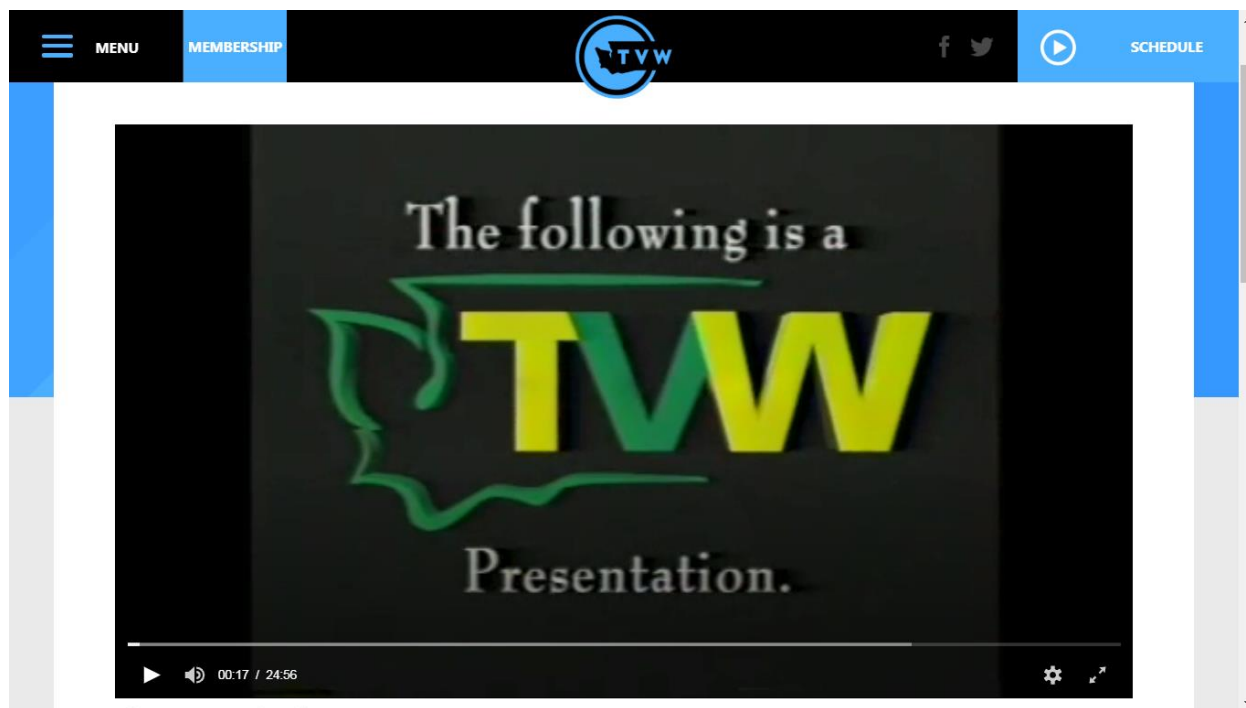 MENU
MEMBERSHIP
TVW
SCHEDULE
The following is a
TVW
Presentation.
00:17 / 24:56